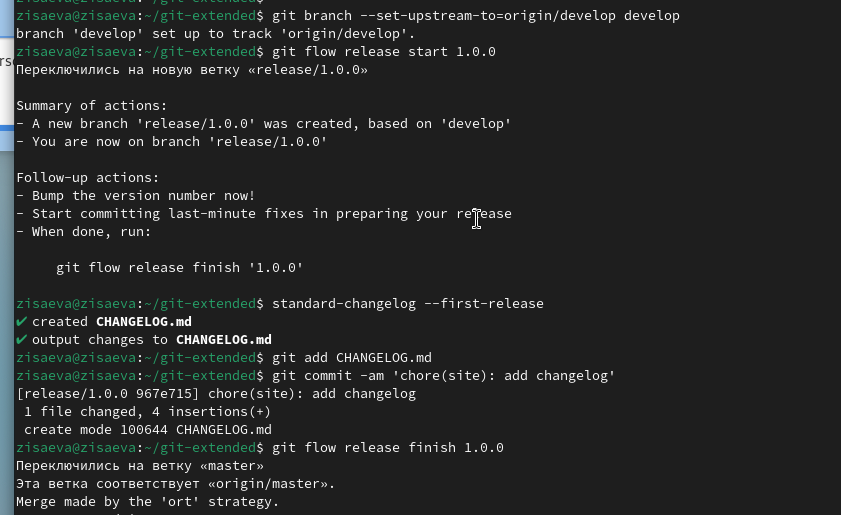 zisaeva@zisaeva:~/git-extended$ git branch --set-upstream-to=origin/develop develop
branch 'develop' set up to track 'origin/develop'.
zisaeva@zisaeva:~/git-extended$ git flow release start 1.0.0
Переключились на новую ветку «release/1.0.0»
Summary of actions:
- A new branch 'release/1.0.0' was created, based on 'develop'
- You are now on branch 'release/1.0.0'
Follow-up actions:
- Bump the version number now!
- Start committing last-minute fixes in preparing your release
- When done, run:
git flow release finish '1.0.0'
zisaeva@zisaeva:~/git-extended$ standard-changelog --first-release
✔ created CHANGELOG.md
✔ output changes to CHANGELOG.md
zisaeva@zisaeva:~/git-extended$ git add CHANGELOG.md
zisaeva@zisaeva:~/git-extended$ git commit -am 'chore(site): add changelog'
[release/1.0.0 967e715] chore(site): add changelog
1 file changed, 4 insertions(+)
create mode 100644 CHANGELOG.md
zisaeva@zisaeva:~/git-extended$ git flow release finish 1.0.0
Переключились на ветку «master»
Эта ветка соответствует «origin/master».
Merge made by the 'ort' strategy.